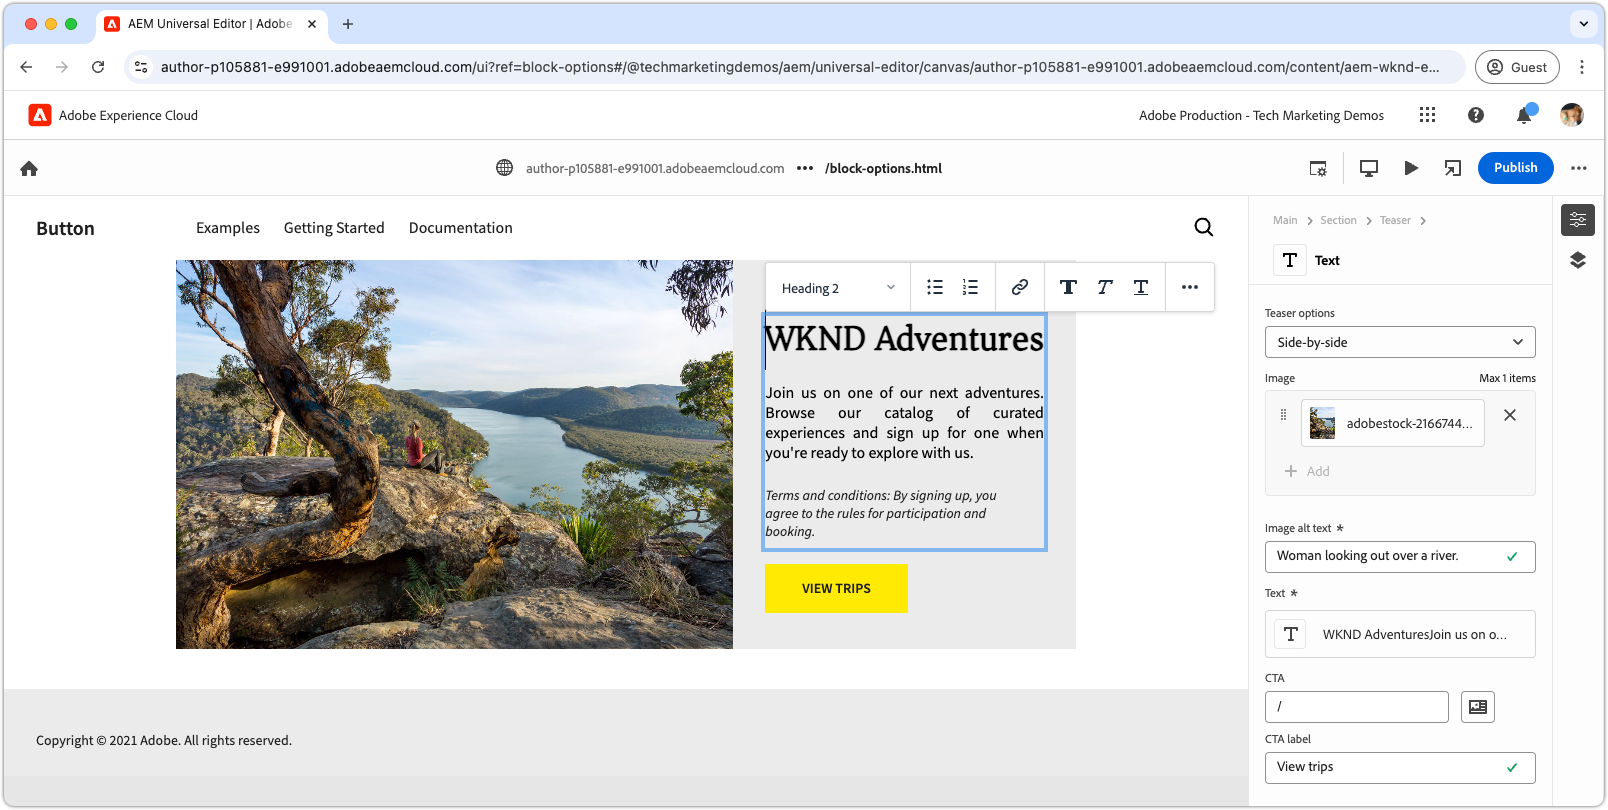 AEM Universal Editor | Adobe
author-p105881-e991001.adobeaemcloud.com/ui?ref=block-options#/@techmarketingdemos/aem/universal-editor/canvas/author-p105881-e991001.adobeaemcloud.com/content/aem-wknd-e...
Guest
Adobe Experience Cloud
Adobe Production - Tech Marketing Demos
author-p105881-e991001.adobeaemcloud.com ••• /block-options.html
Publish
Button
Examples
Getting Started
Documentation
Heading 2
WKND Adventures
Join us on one of our next adventures.
Browse our catalog of curated
experiences and sign up for one when
you're ready to explore with us.
Terms and conditions: By signing up, you
agree to the rules for participation and
booking.
VIEW TRIPS
Copyright © 2021 Adobe. All rights reserved.
Main > Section > Teaser >
Text
Teaser options
Side-by-side
Image
Max 1 items
adobestock-2166744...
Add
Image alt text *
Woman looking out over a river.
Text *
WKND AdventuresJoin us on o...
CTA
/
CTA label
View trips